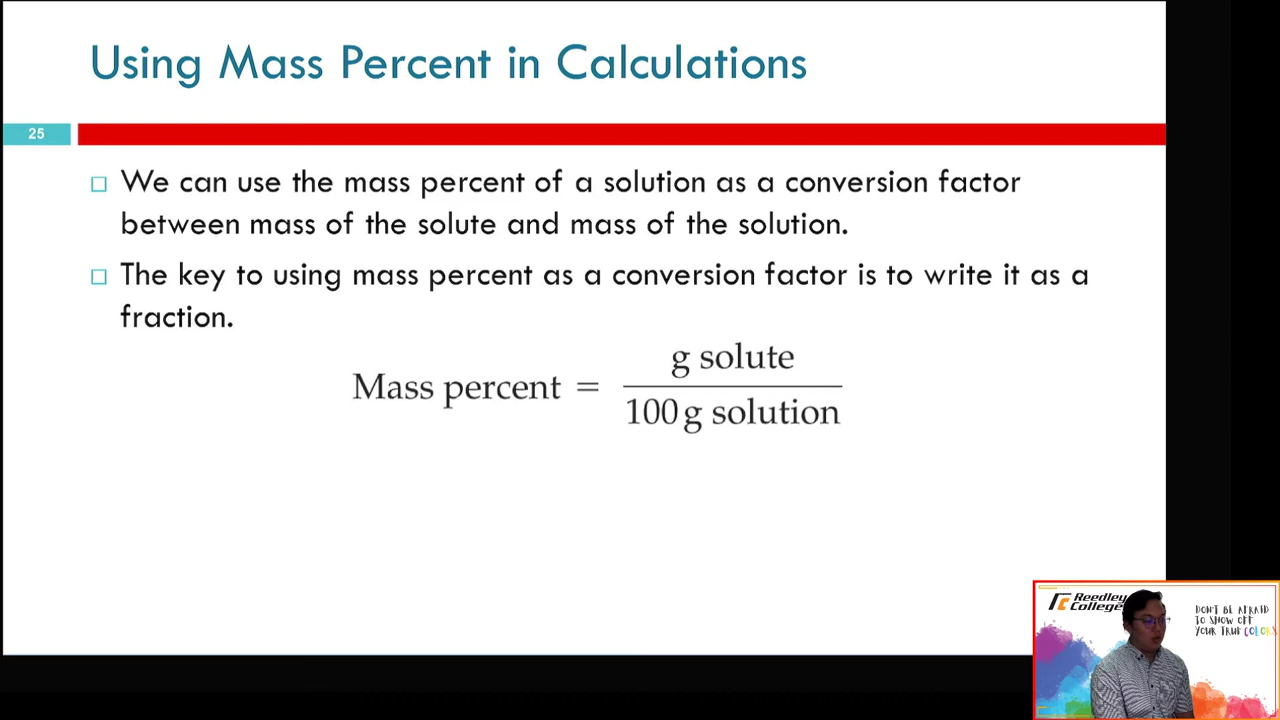 Using Mass Percent in Calculations
25
We can use the mass percent of a solution as a conversion factor
between mass of the solute and mass of the solution.
The key to using mass percent as a conversion factor is to write it as a
fraction.
Mass percent = g solute / 100 g solution
Reedley
College
DON'T BE AFRAID
TO SHOW OFF
YOUR TRUE COLORS